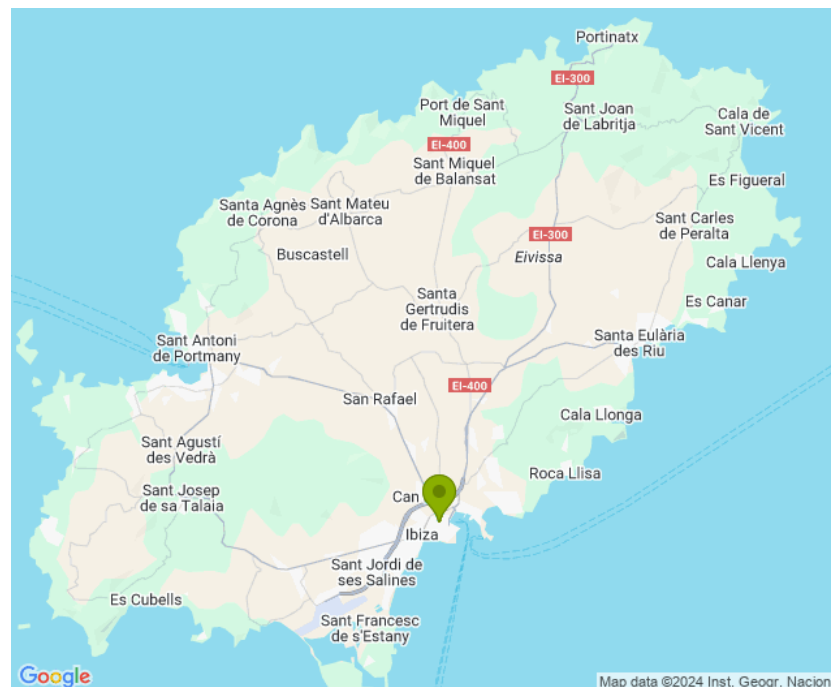 Portinatx
EI-300
Port de Sant
Miquel
Sant Joan
de Labritja
Cala de
Sant Vicent
EI-400
Sant Miquel
de Balansat
Es Figueral
Santa Agnès
de Corona
Sant Mateu
d'Albarca
Sant Carles
de Peralta
EI-300
Buscastell
Eivissa
Cala Llenya
Santa
Gertrudis
de Fruitera
Es Canar
Sant Antoni
de Portmany
Santa Eulària
des Riu
EI-400
San Rafael
Cala Llonga
Sant Agustí
des Vedrà
Roca Llisa
Sant Josep
de sa Talaia
Can
Ibiza
Sant Jordi de
ses Salines
Es Cubells
Sant Francesc
de s'Estany
Google
Map data ©2024 Inst. Geogr. Nacion